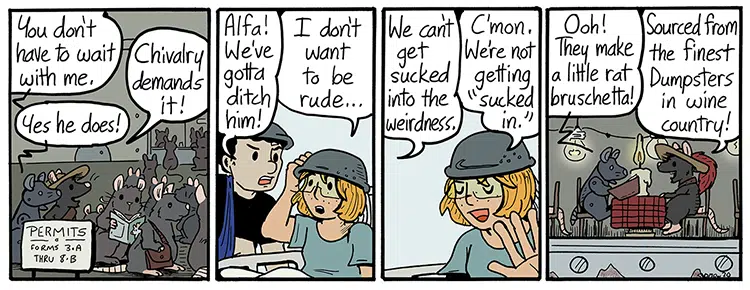 You don't
have to wait
with me.
Chivalry
demands
it!
Yes he does!
PERMITS
FORMS 3·A
THRU 8·B
Alfa!
We've
gotta
ditch
him!
I don't
want
to be
rude...
We can't
get
sucked
into the
weirdness.
C'mon.
We're not
getting
"sucked
in."
Ooh!
They make
a little rat
bruschetta!
Sourced from
the finest
Dumpsters
in wine
country!